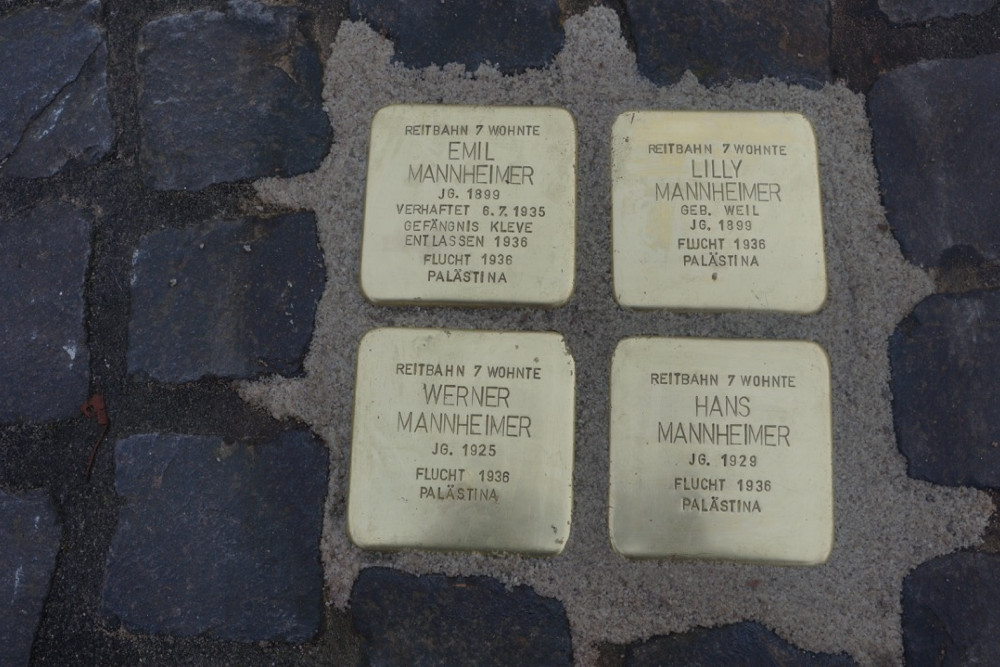 REITBAHN 7 WOHNTE
EMIL
MANNHEIMER
JG. 1899
VERHAFTET 6.7.1935
GEFÄNGNIS KLEVE
ENTLASSEN 1936
FLUCHT 1936
PALÄSTINA
REITBAHN 7 WOHNTE
LILLY
MANNHEIMER
GEB. WEIL
JG. 1899
FLUCHT 1936
PALÄSTINA
REITBAHN 7 WOHNTE
WERNER
MANNHEIMER
JG. 1925
FLUCHT 1936
PALÄSTINA
REITBAHN 7 WOHNTE
HANS
MANNHEIMER
JG. 1929
FLUCHT 1936
PALÄSTINA